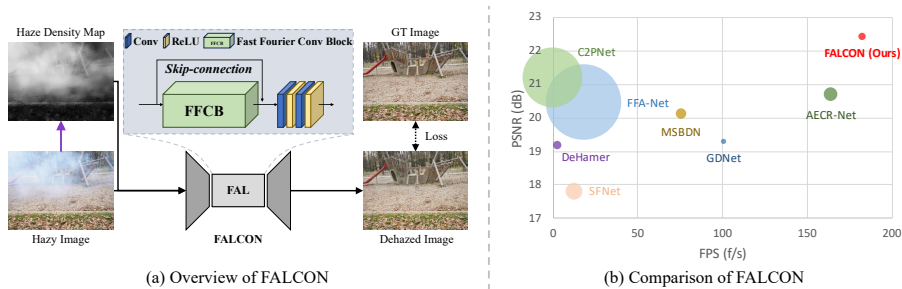 Haze Density Map
Conv
ReLU
FFCB
Fast Fourier Conv Block
GT Image
Skip-connection
FFCB
Loss
FAL
Hazy Image
FALCON
Dehazed Image
(a) Overview of FALCON
23
22
21
20
19
18
17
PSNR (dB)
C2PNet
FALCON (Ours)
FFA-Net
AECR-Net
MSBDN
DeHamer
GDNet
SFNet
0
50
100
150
200
FPS (f/s)
(b) Comparison of FALCON